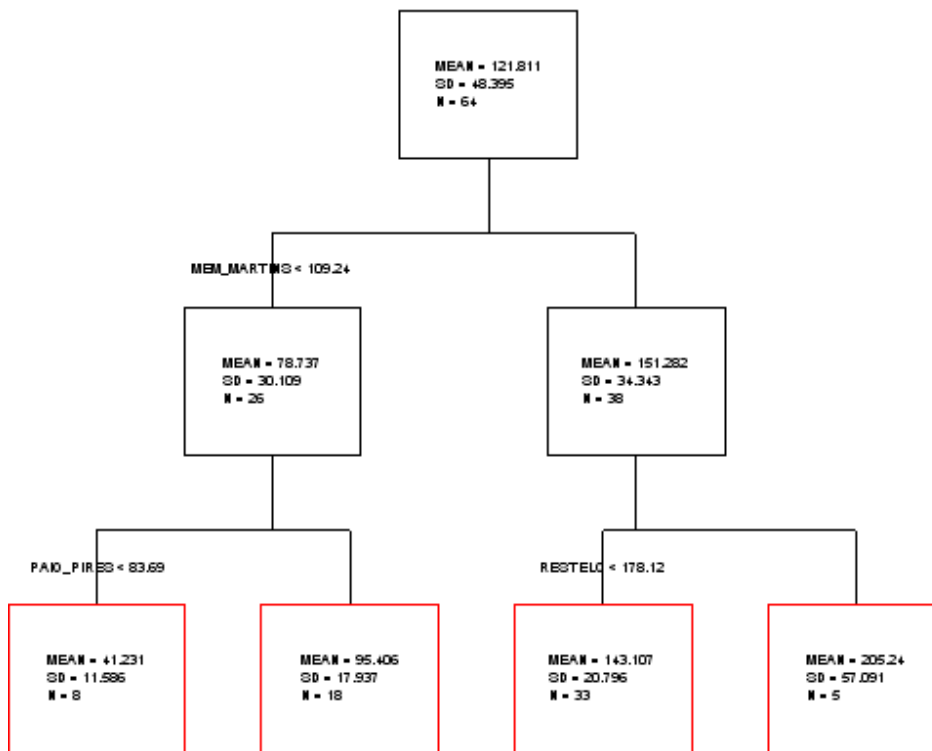 MEAN = 121.811
SD = 48.395
N = 64
MEM_MARTINS < 109.24
MEAN = 78.737
SD = 30.109
N = 26
MEAN = 151.282
SD = 34.343
N = 38
PAIO_PIRES < 83.69
RESTELO < 178.12
MEAN = 41.231
SD = 11.586
N = 8
MEAN = 95.406
SD = 17.937
N = 18
MEAN = 143.107
SD = 20.796
N = 33
MEAN = 205.24
SD = 57.091
N = 5